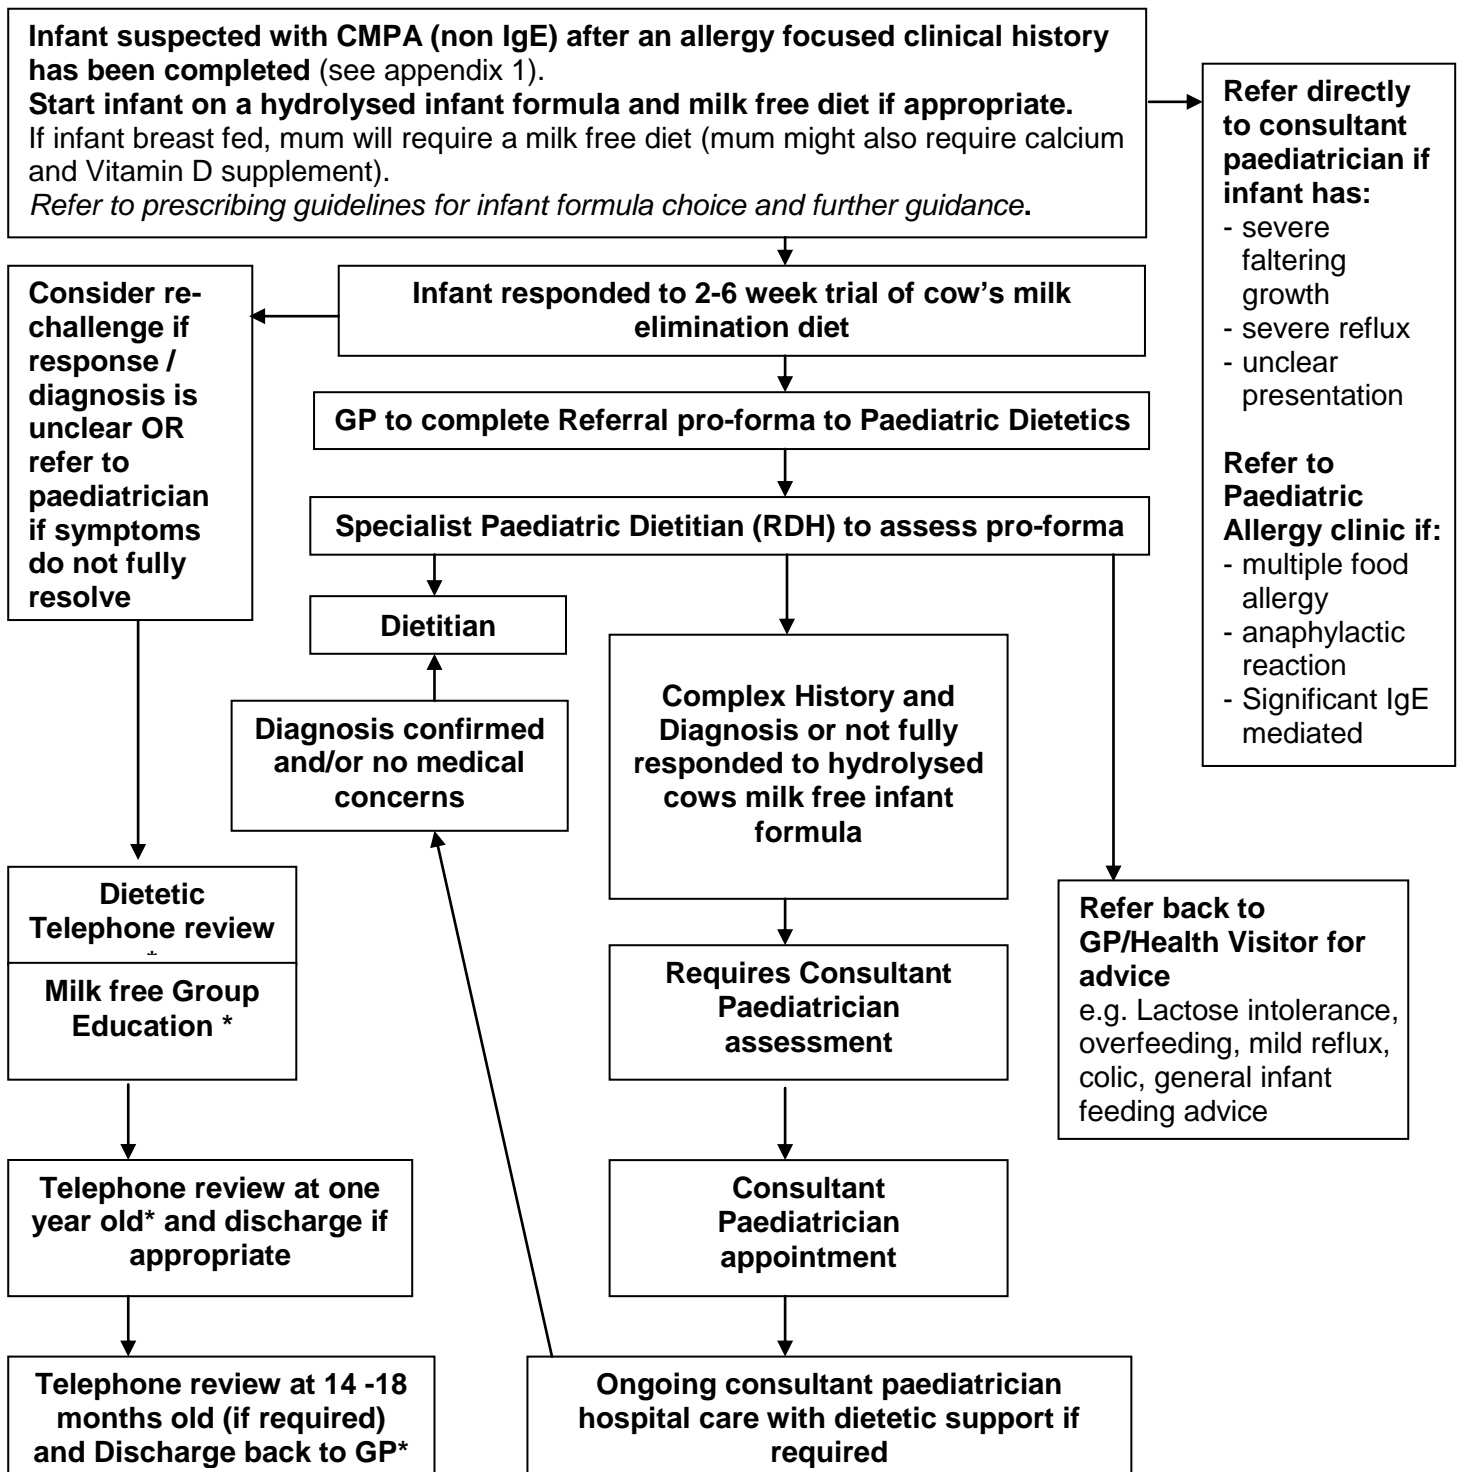 Infant suspected with CMPA (non IgE) after an allergy focused clinical history
has been completed (see appendix 1).
Start infant on a hydrolysed infant formula and milk free diet if appropriate.
If infant breast fed, mum will require a milk free diet (mum might also require calcium
and Vitamin D supplement).
Refer to prescribing guidelines for infant formula choice and further guidance.
Refer directly
to consultant
paediatrician if
infant has:
- severe
faltering
growth
- severe reflux
- unclear
presentation
Refer to
Paediatric
Allergy clinic if:
- multiple food
allergy
- anaphylactic
reaction
- Significant IgE
mediated
Infant responded to 2-6 week trial of cow's milk
elimination diet
Consider re-
challenge if
response /
diagnosis is
unclear OR
refer to
paediatrician
if symptoms
do not fully
resolve
GP to complete Referral pro-forma to Paediatric Dietetics
Specialist Paediatric Dietitian (RDH) to assess pro-forma
Dietitian
Diagnosis confirmed
and/or no medical
concerns
Complex History and
Diagnosis or not fully
responded to hydrolysed
cows milk free infant
formula
Refer back to
GP/Health Visitor for
advice
e.g. Lactose intolerance,
overfeeding, mild reflux,
colic, general infant
feeding advice
Dietetic
Telephone review
*
Milk free Group
Education *
Requires Consultant
Paediatrician
assessment
Telephone review at one
year old* and discharge if
appropriate
Consultant
Paediatrician
appointment
Telephone review at 14 -18
months old (if required)
and Discharge back to GP*
Ongoing consultant paediatrician
hospital care with dietetic support if
required